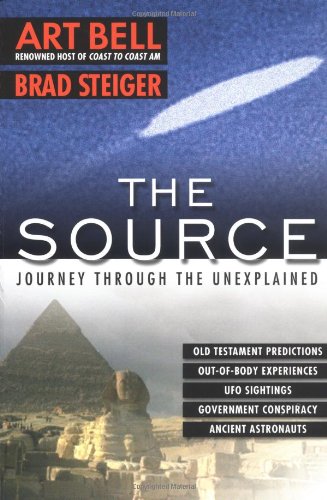 ART BELL
RENOWNED HOST OF COAST TO COAST AM
BRAD STEIGER
THE
SOURCE
JOURNEY THROUGH THE UNEXPLAINED
OLD TESTAMENT PREDICTIONS
OUT-OF-BODY EXPERIENCES
UFO SIGHTINGS
GOVERNMENT CONSPIRACY
ANCIENT ASTRONAUTS